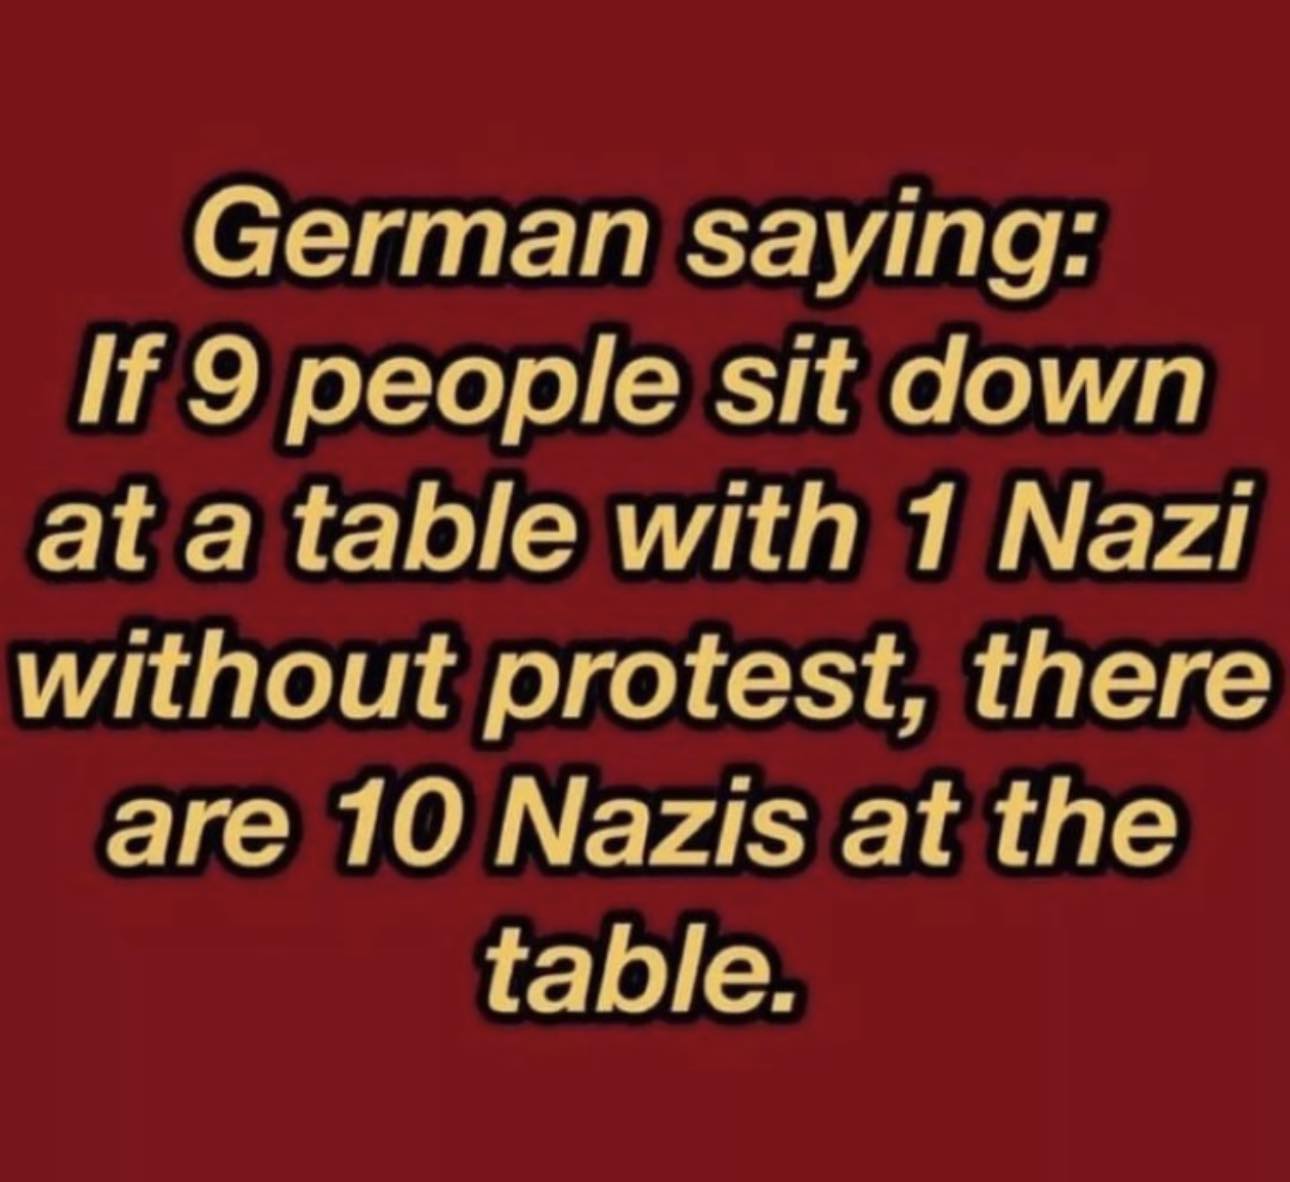 German saying:
If 9 people sit down
at a table with 1 Nazi
without protest, there
are 10 Nazis at the
table.